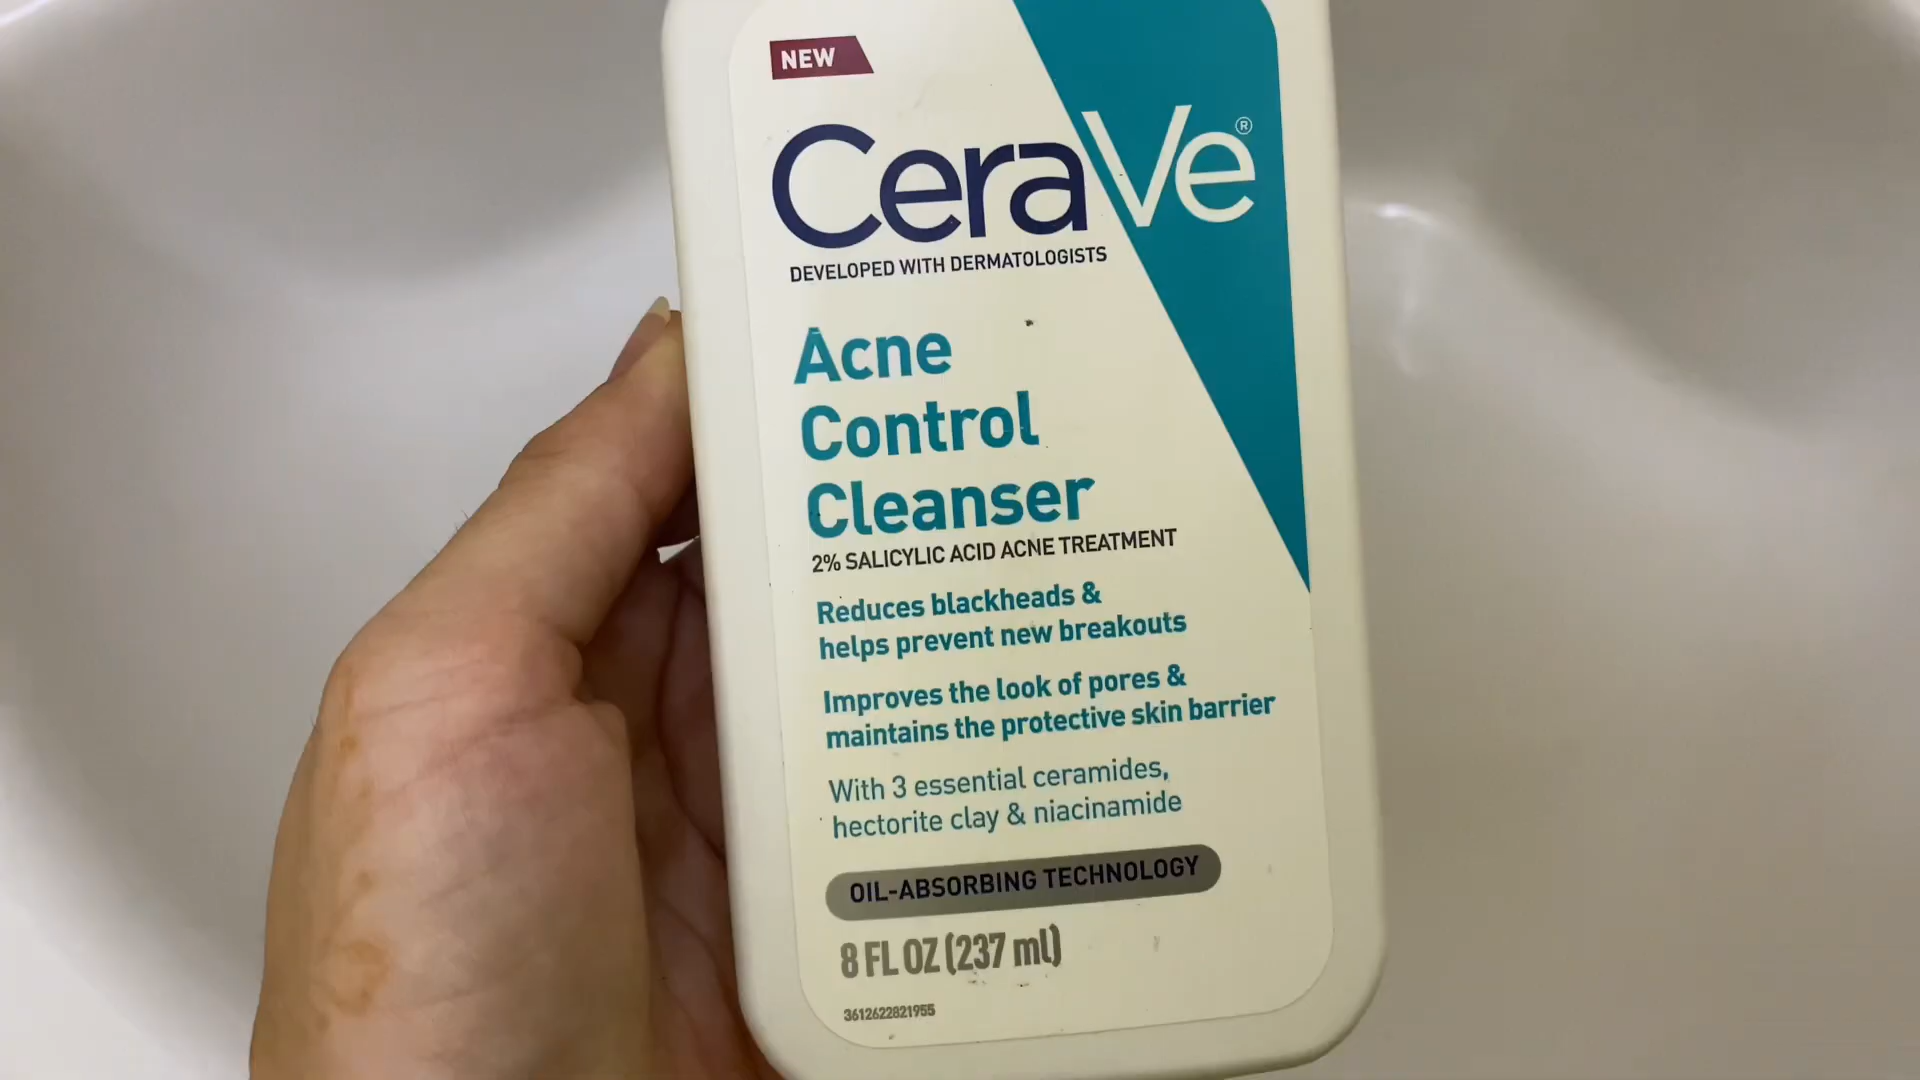 NEW
CeraVe®
DEVELOPED WITH DERMATOLOGISTS
Acne
Control
Cleanser
2% SALICYLIC ACID ACNE TREATMENT
Reduces blackheads &
helps prevent new breakouts
Improves the look of pores &
maintains the protective skin barrier
With 3 essential ceramides,
hectorite clay & niacinamide
OIL-ABSORBING TECHNOLOGY
8 FL OZ (237 ml)
3612622821955